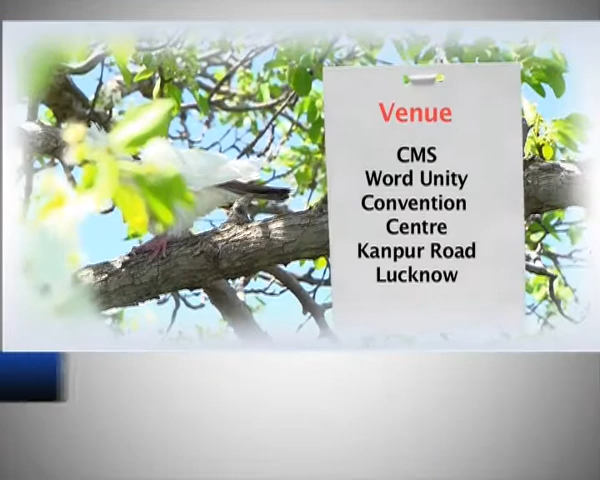 Venue
CMS
Word Unity
Convention
Centre
Kanpur Road
Lucknow